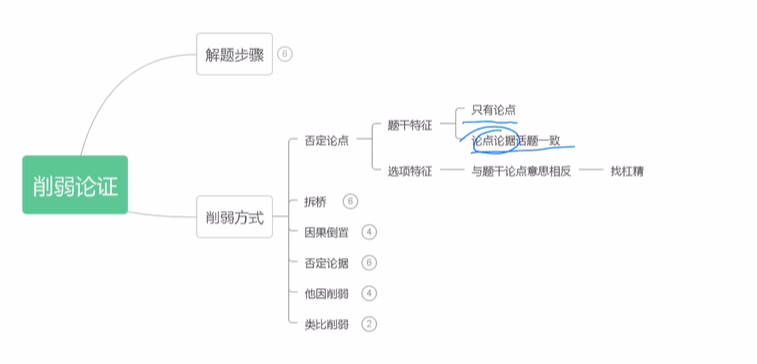 削弱论证
解题步骤 6
削弱方式
否定论点
题干特征
只有论点
论点论据话题一致
选项特征
与题干论点意思相反
找杠精
拆桥 6
因果倒置 4
否定论据 6
他因削弱 4
类比削弱 2